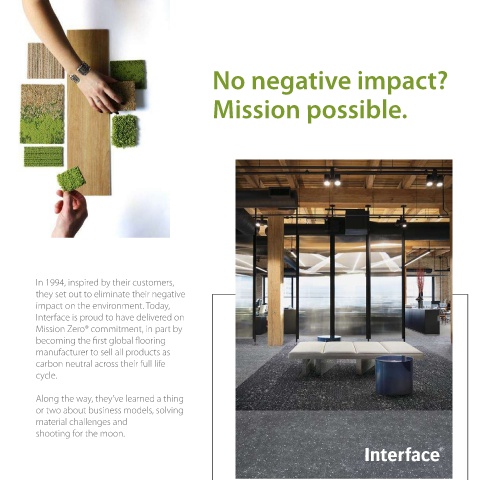 No negative impact?
Mission possible.
In 1994, inspired by their customers,
they set out to eliminate their negative
impact on the environment. Today,
Interface is proud to have delivered on
Mission Zero® commitment, in part by
becoming the first global flooring
manufacturer to sell all products as
carbon neutral across their full life
cycle.
Along the way, they've learned a thing
or two about business models, solving
material challenges and
shooting for the moon.
Interface